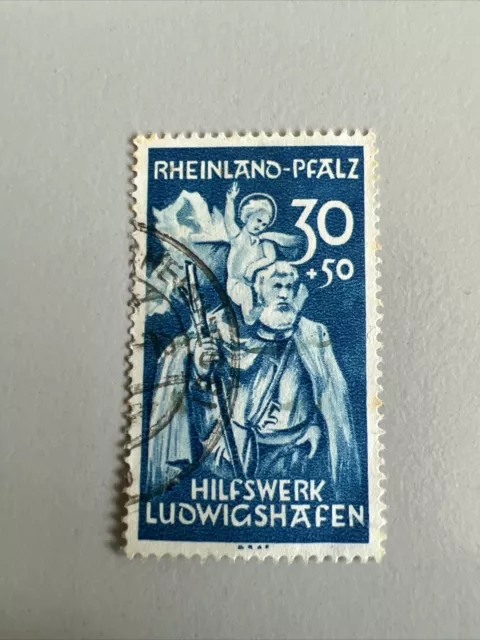 RHEINLAND-PFALZ
30
+50
HILFSWERK
LUDWIGSHAFEN